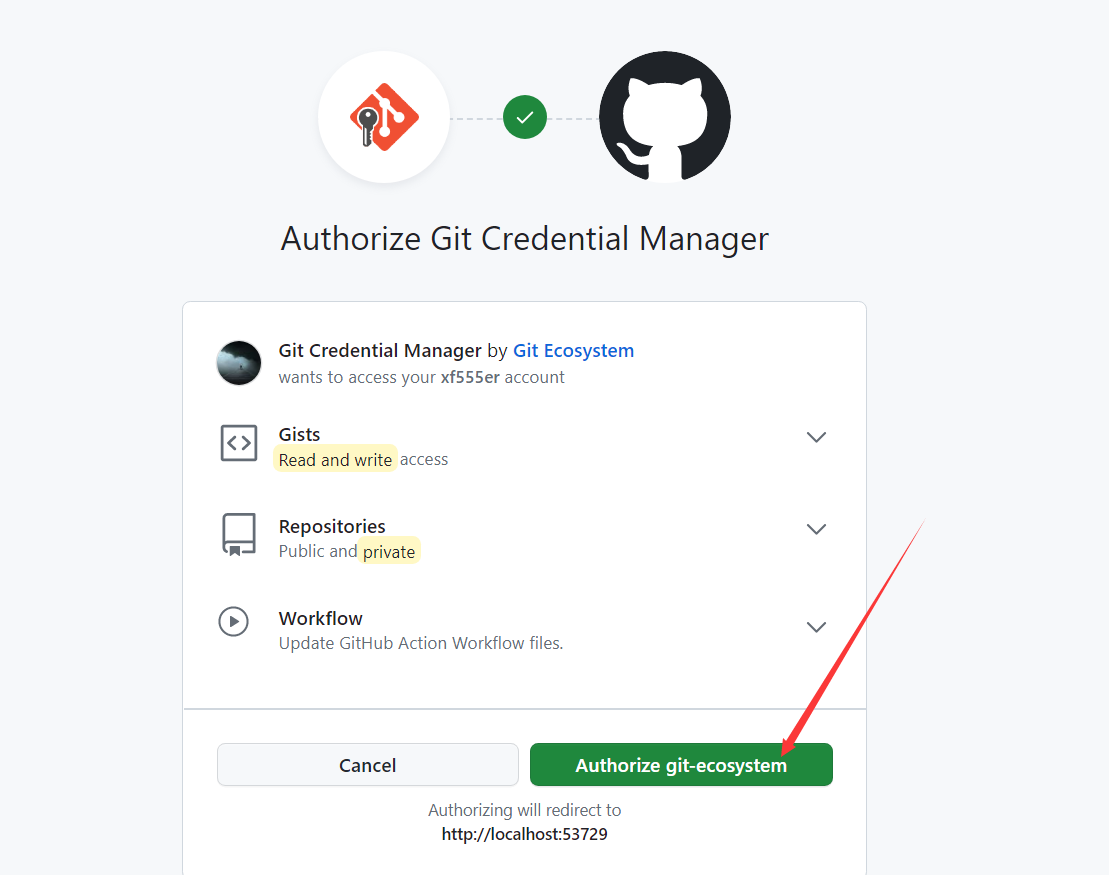 Authorize Git Credential Manager
Git Credential Manager by Git Ecosystem
wants to access your xf555er account
Gists
Read and write access
Repositories
Public and private
Workflow
Update GitHub Action Workflow files.
Cancel
Authorize git-ecosystem
Authorizing will redirect to
http://localhost:53729